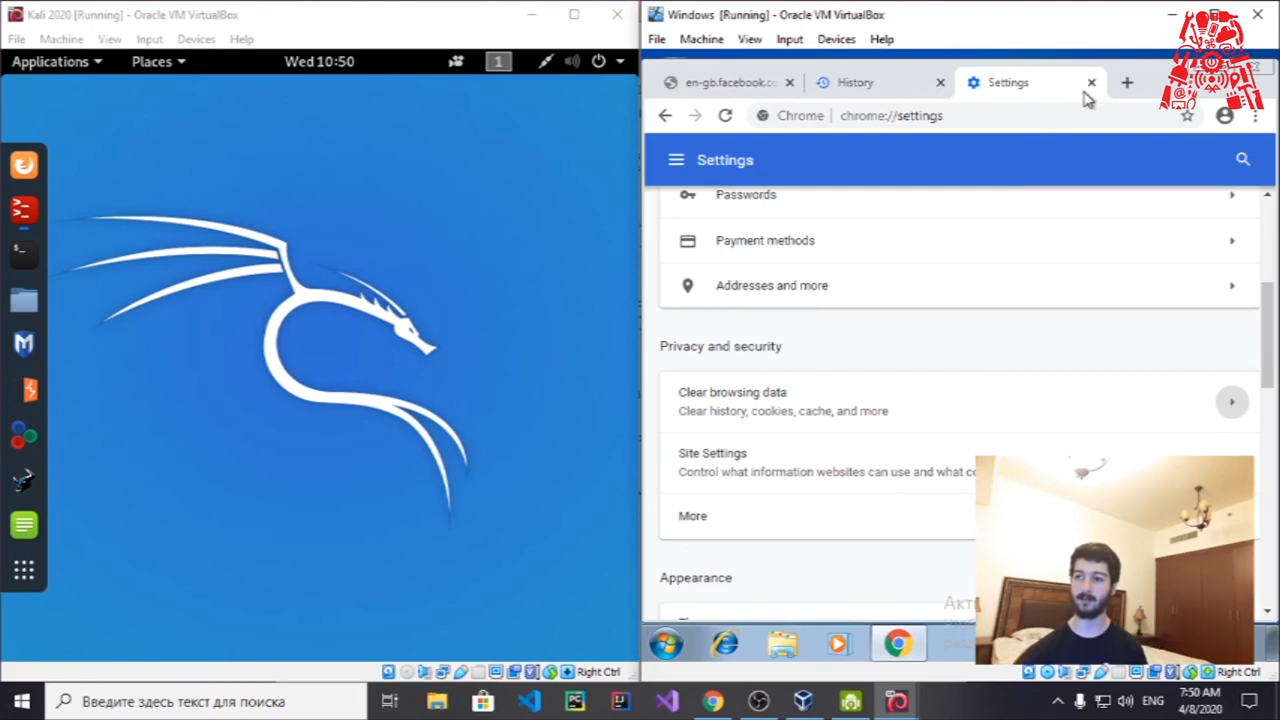 Kali 2020 [Running] - Oracle VM VirtualBox
File Machine View Input Devices Help
Applications Places Wed 10:50 1
Right Ctrl
Windows [Running] - Oracle VM VirtualBox
File Machine View Input Devices Help
en-gb.facebook.co History Settings
Chrome chrome://settings
Settings
Passwords
Payment methods
Addresses and more
Privacy and security
Clear browsing data
Clear history, cookies, cache, and more
Site Settings
Control what information websites can use and what co
More
Appearance
Right Ctrl
Введите здесь текст для поиска
ENG
7:50 AM
4/8/2020